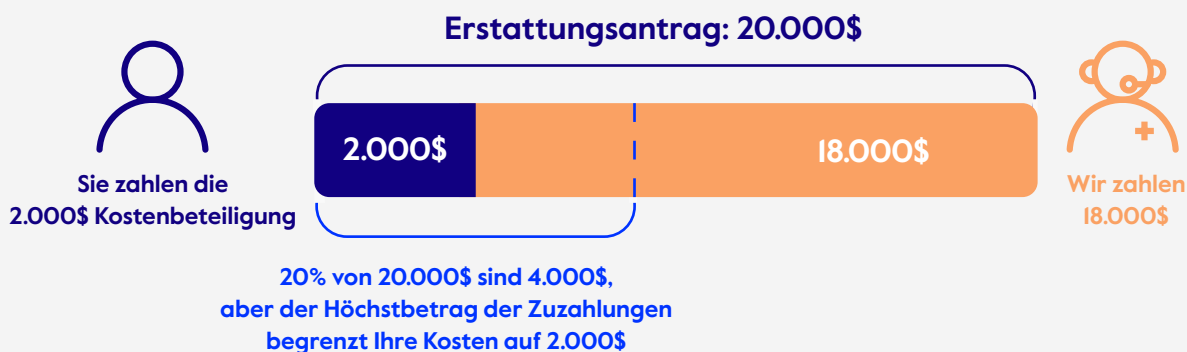 Erstattungsantrag: 20.000$
2.000$
18.000$
Sie zahlen die
2.000$ Kostenbeteiligung
Wir zahlen
18.000$
20% von 20.000$ sind 4.000$,
aber der Höchstbetrag der Zuzahlungen
begrenzt Ihre Kosten auf 2.000$